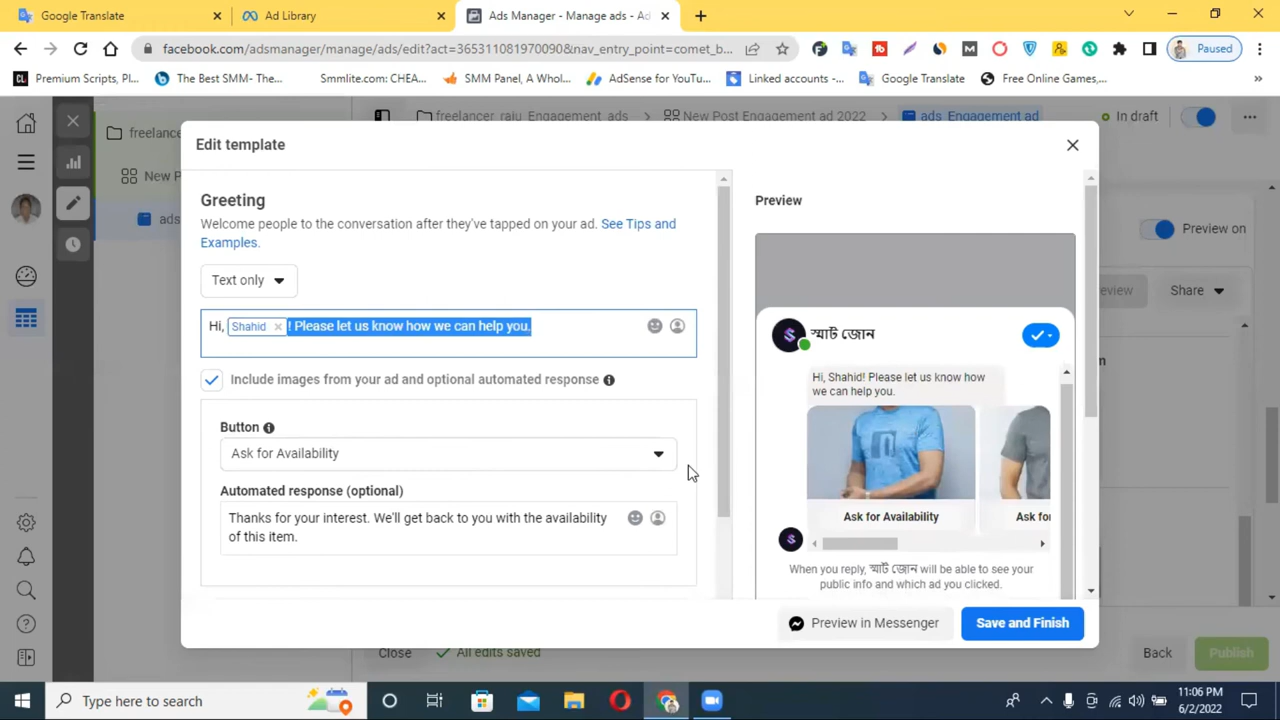 Google Translate
Ad Library
Ads Manager - Manage ads - Ad
facebook.com/adsmanager/manage/ads/edit?act=365311081970090&nav_entry_point=comet_b...
Paused
Premium Scripts, Pl...
The Best SMM- The...
Smmlite.com: CHEA...
SMM Panel, A Whol...
AdSense for YouTu...
Linked accounts -...
Google Translate
Free Online Games,...
»
freelancer
freelancer_raju_Engagement_ads
New Post Engagement ad 2022
ads_Engagement ad
In draft
New P
ads
Edit template
Greeting
Welcome people to the conversation after they've tapped on your ad. See Tips and
Examples.
Text only
Hi, Shahid × ! Please let us know how we can help you.
Include images from your ad and optional automated response
Button
Ask for Availability
Automated response (optional)
Thanks for your interest. We'll get back to you with the availability
of this item.
Preview
স্মার্ট জোন
Hi, Shahid! Please let us know how
we can help you.
Ask for Availability
Ask for
When you reply, স্মার্ট জোন will be able to see your
public info and which ad you clicked.
Preview in Messenger
Save and Finish
Preview on
review
Share
Close
All edits saved
Back
Publish
Type here to search
11:06 PM
6/2/2022